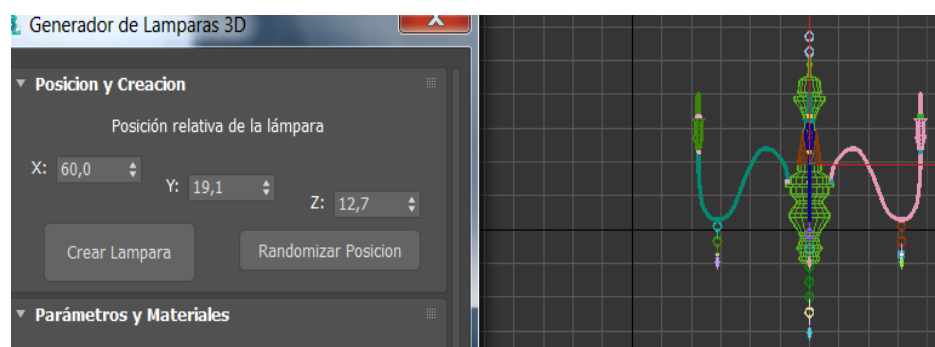 Generador de Lamparas 3D
Posicion y Creacion
Posición relativa de la lámpara
X: 60,0
Y: 19,1
Z: 12,7
Crear Lampara
Randomizar Posicion
Parámetros y Materiales